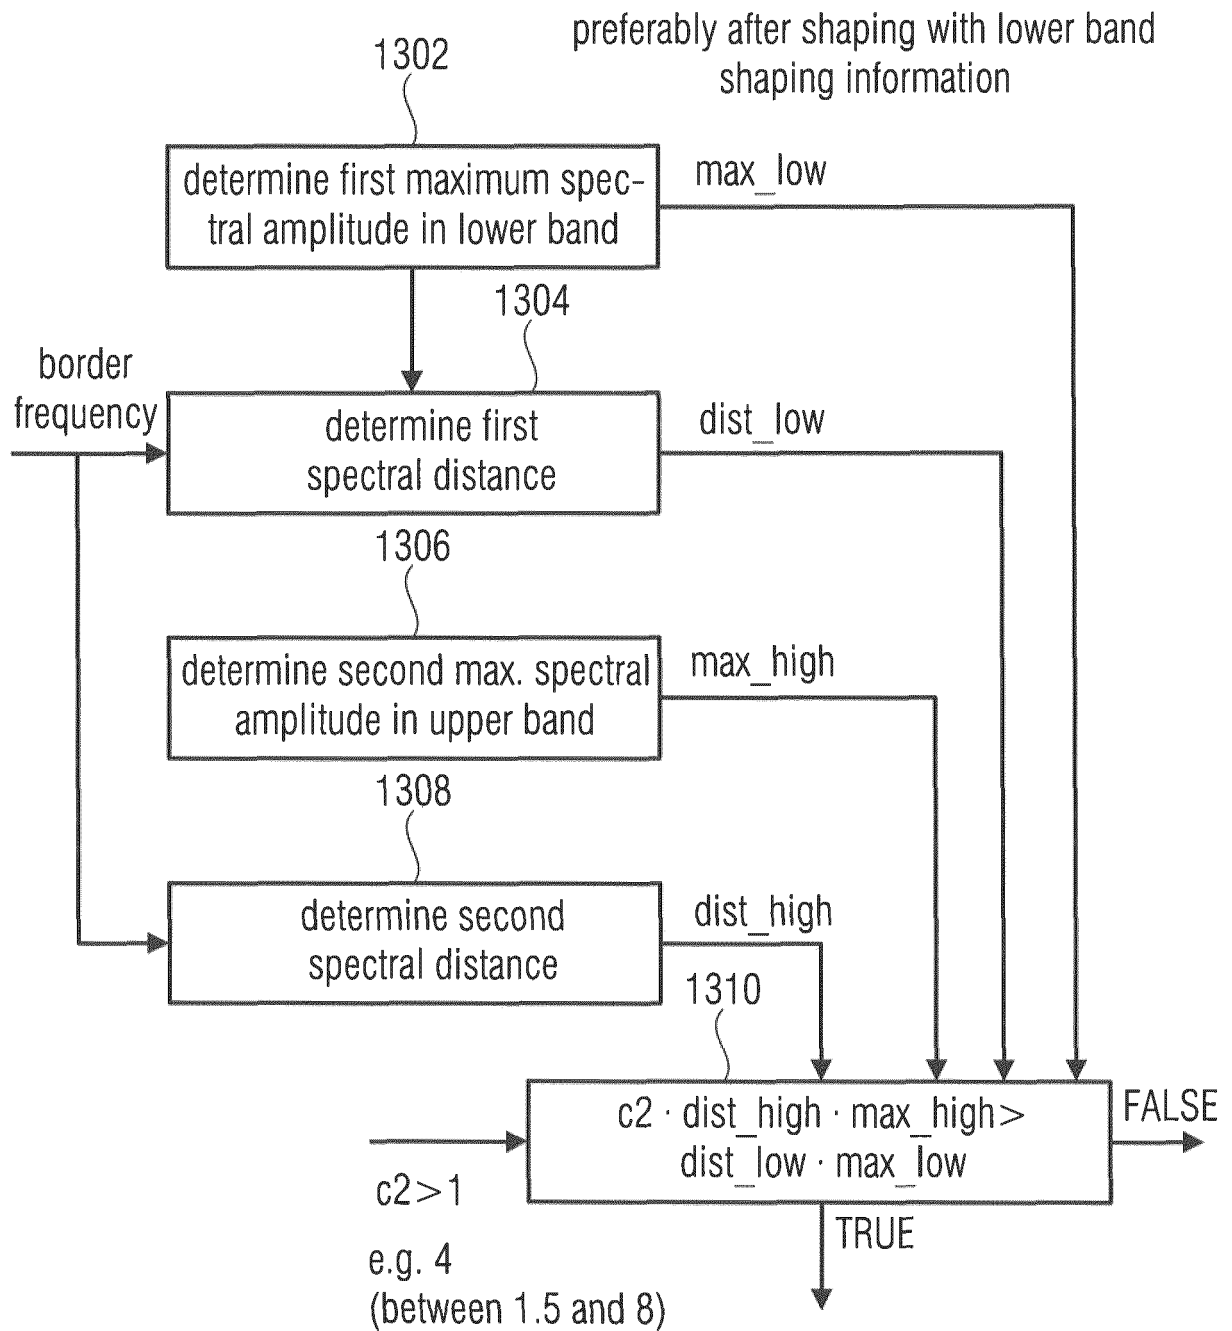 preferably after shaping with lower band
shaping information
1302
determine first maximum spec-
tral amplitude in lower band
max_low
1304
border
frequency
determine first
spectral distance
dist_low
1306
determine second max. spectral
amplitude in upper band
max_high
1308
determine second
spectral distance
dist_high
1310
c2 · dist_high · max_high>
dist_low · max_low
FALSE
c2>1
TRUE
e.g. 4
(between 1.5 and 8)